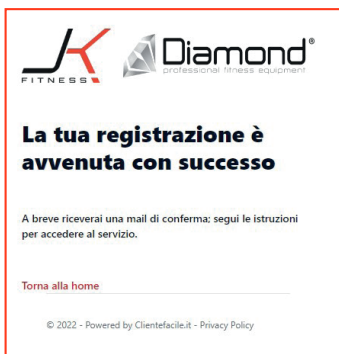 JK
FITNESS
Diamond®
professional fitness equipment
La tua registrazione è
avvenuta con successo
A breve riceverai una mail di conferma; segui le istruzioni
per accedere al servizio.
Torna alla home
© 2022 - Powered by Clientefacile.it - Privacy Policy